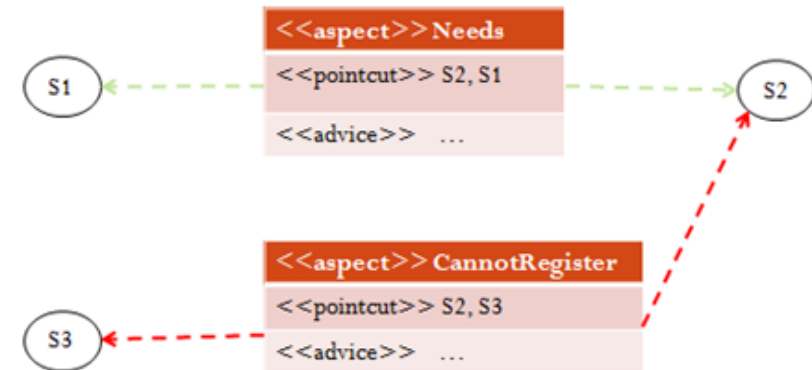 <<aspect>> Needs
S1
<<pointcut>> S2, S1
S2
<<advice>> ...
<<aspect>> CannotRegister
<<pointcut>> S2, S3
S3
<<advice>> ...